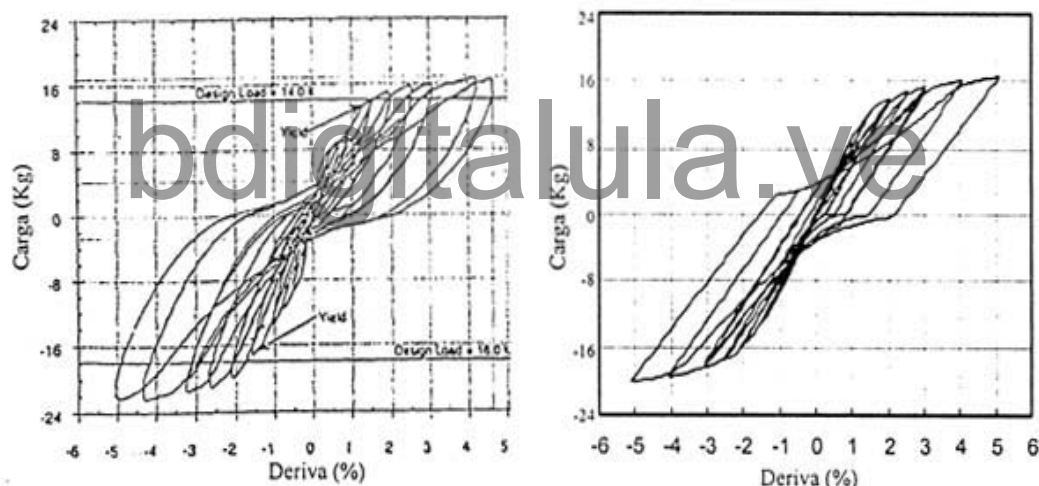 24
16
8
0
-8
-16
-24
Carga (Kg)
Design Load = 14.0 K
Yield
Yield
Design Load = 18.0 k
-6 -5 -4 -3 -2 -1 0 1 2 3 4 5
Deriva (%)
24
16
8
0
-8
-16
-24
Carga (Kg)
-6 -5 -4 -3 -2 -1 0 1 2 3 4 5 6
Deriva (%)
bdigitalula.ve